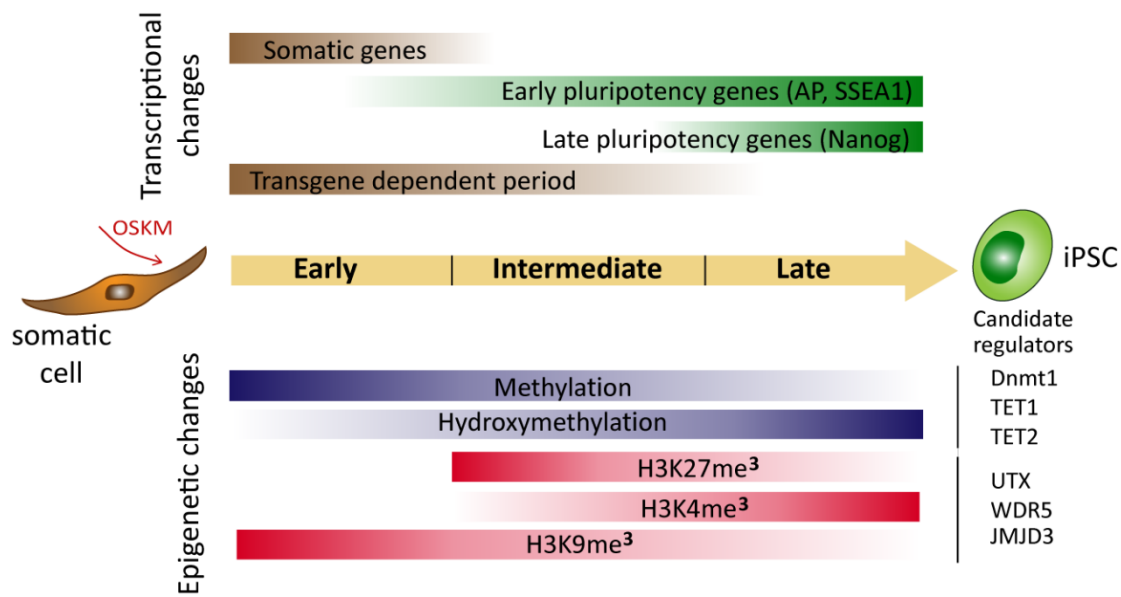 Transcriptional
changes
Somatic genes
Early pluripotency genes (AP, SSEA1)
Late pluripotency genes (Nanog)
Transgene dependent period
OSKM
somatic
cell
Early
Intermediate
Late
iPSC
Candidate
regulators
Epigenetic changes
Methylation
Hydroxymethylation
H3K27me³
H3K4me³
H3K9me³
Dnmt1
TET1
TET2
UTX
WDR5
JMJD3